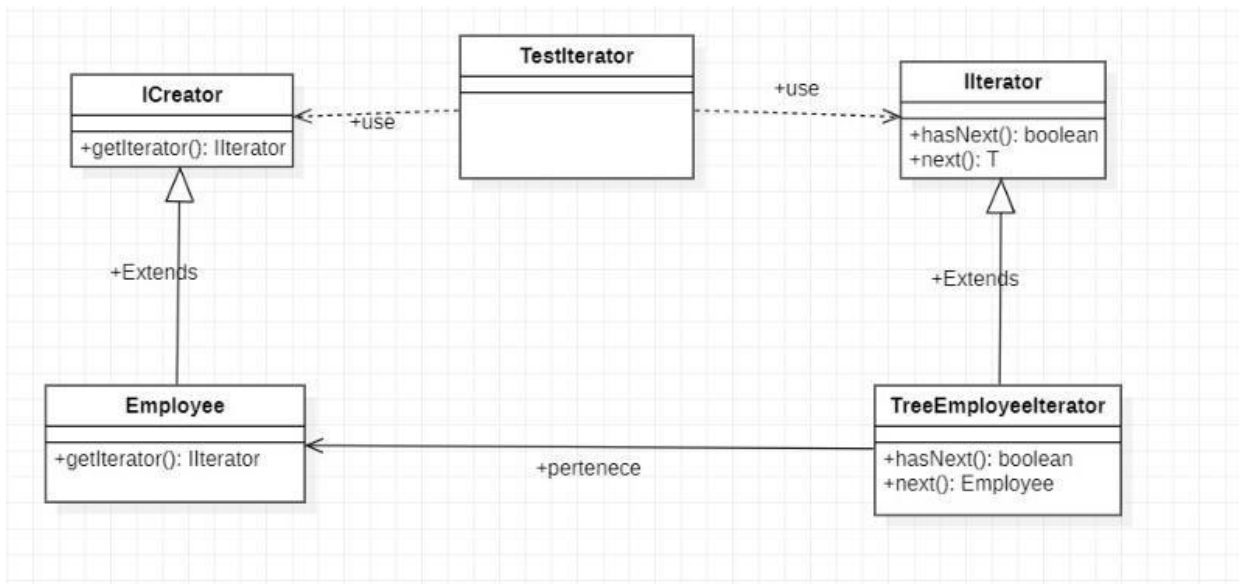 TestIterator
ICreator
+getIterator(): IIterator
IIterator
+hasNext(): boolean
+next(): T
+use
+use
+Extends
+Extends
Employee
+getIterator(): IIterator
TreeEmployeeIterator
+hasNext(): boolean
+next(): Employee
+pertenece